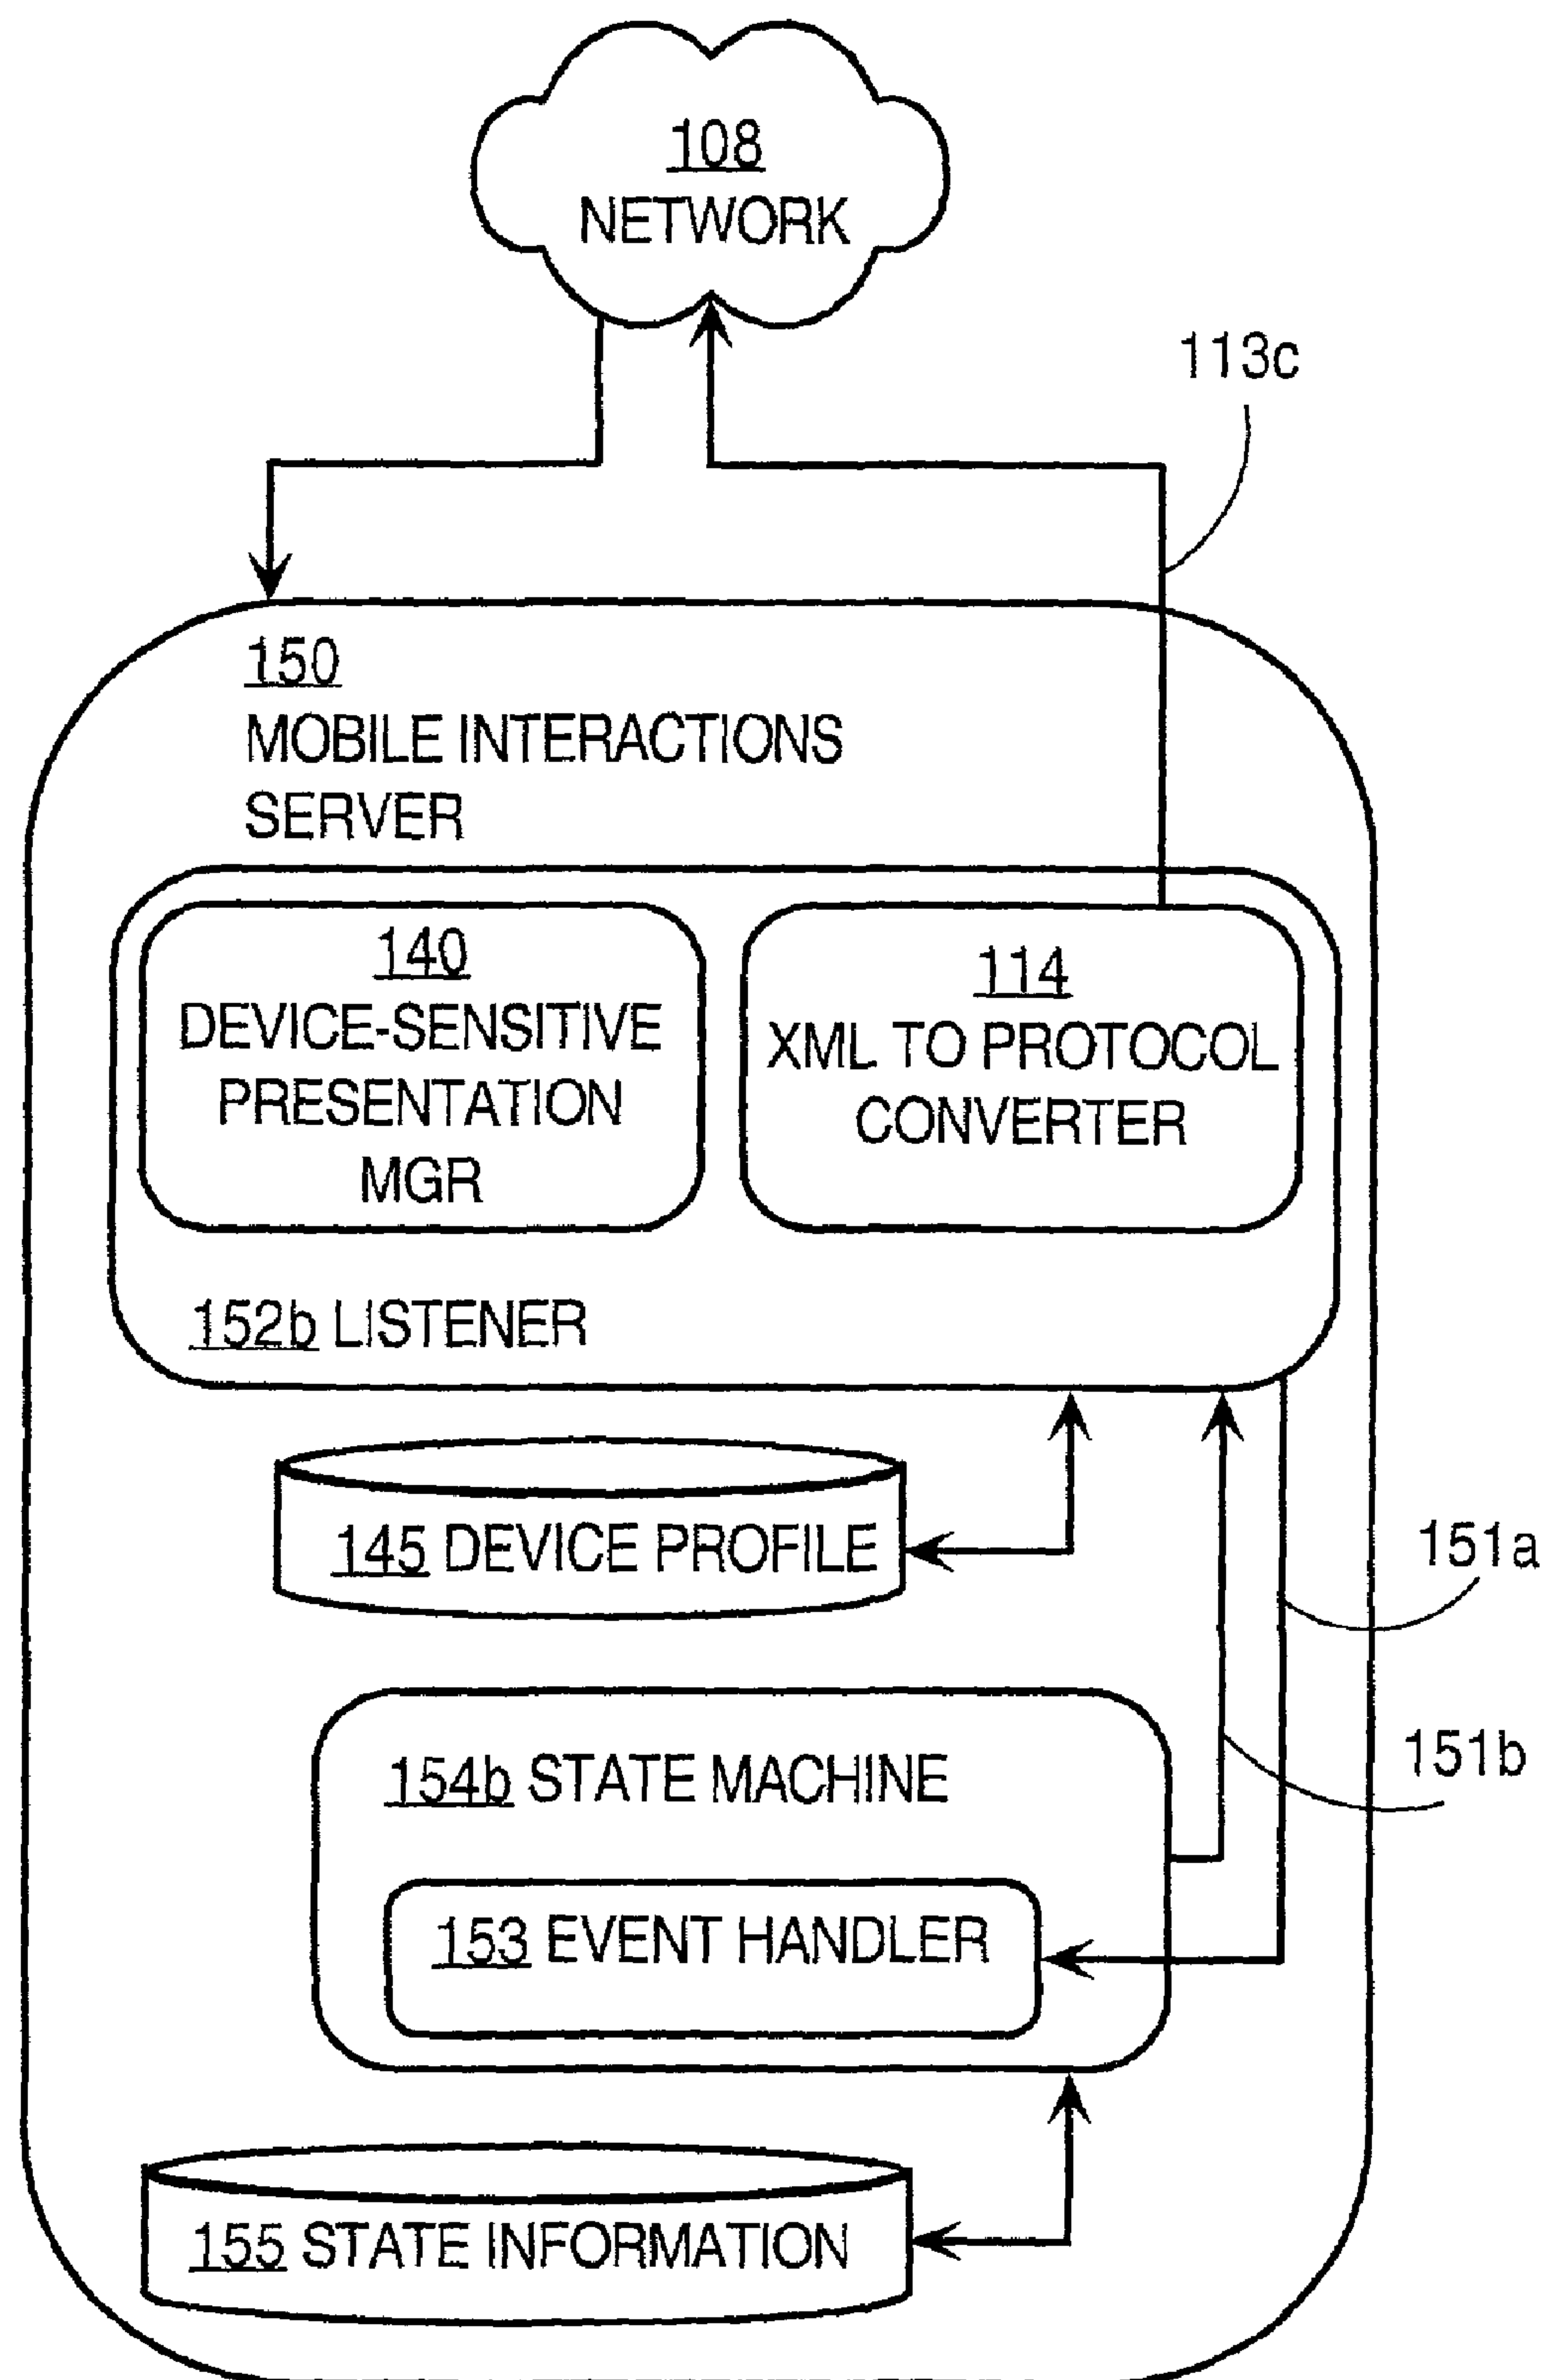 108
NETWORK
113c
150
MOBILE INTERACTIONS
SERVER
140
DEVICE-SENSITIVE
PRESENTATION
MGR
114
XML TO PROTOCOL
CONVERTER
152b LISTENER
145 DEVICE PROFILE
151a
154b STATE MACHINE
151b
153 EVENT HANDLER
155 STATE INFORMATION